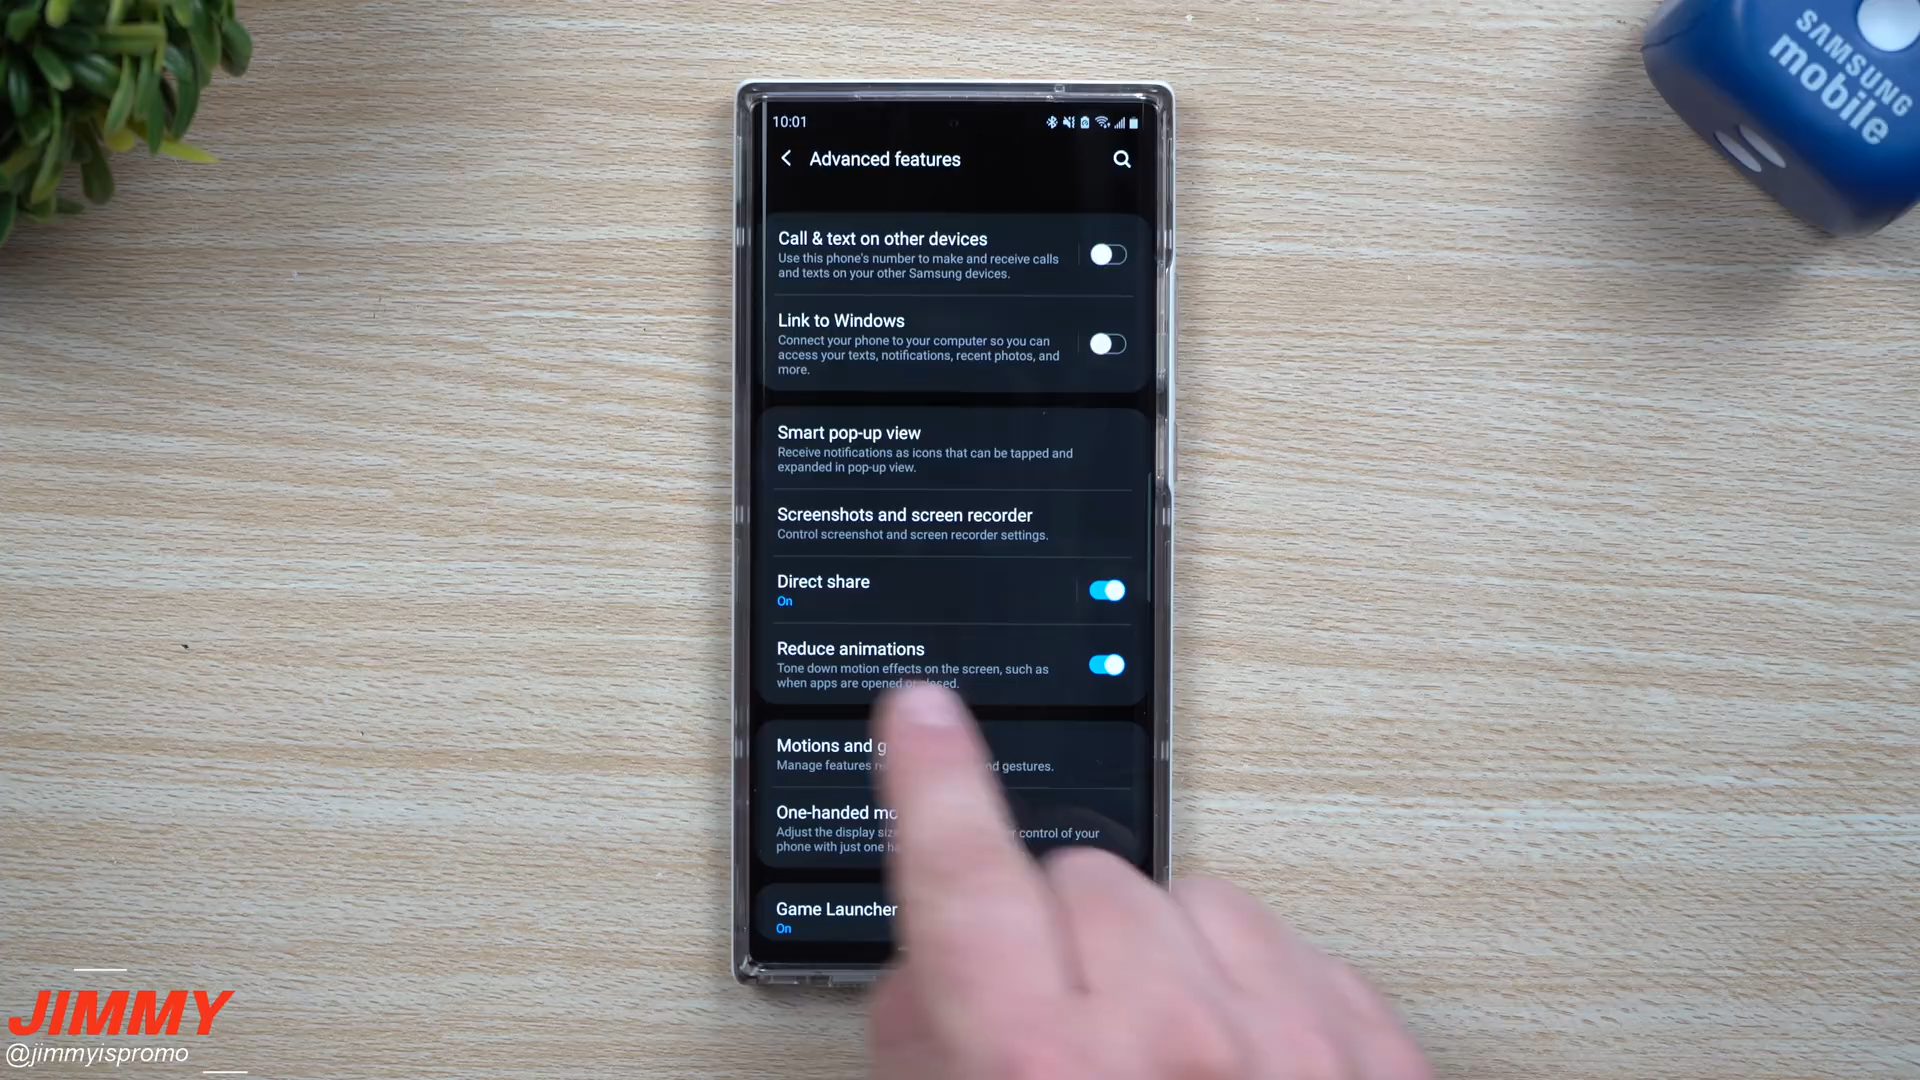 SAMSUNG
mobile
10:01
Advanced features
Call & text on other devices
Use this phone's number to make and receive calls
and texts on your other Samsung devices.
Link to Windows
Connect your phone to your computer so you can
access your texts, notifications, recent photos, and
more.
Smart pop-up view
Receive notifications as icons that can be tapped and
expanded in pop-up view.
Screenshots and screen recorder
Control screenshot and screen recorder settings.
Direct share
On
Reduce animations
Tone down motion effects on the screen, such as
when apps are opened or closed.
Motions and
Manage features and gestures.
One-handed
Adjust the display control of your
phone with just one
Game Launcher
On
JIMMY
@jimmyispromo